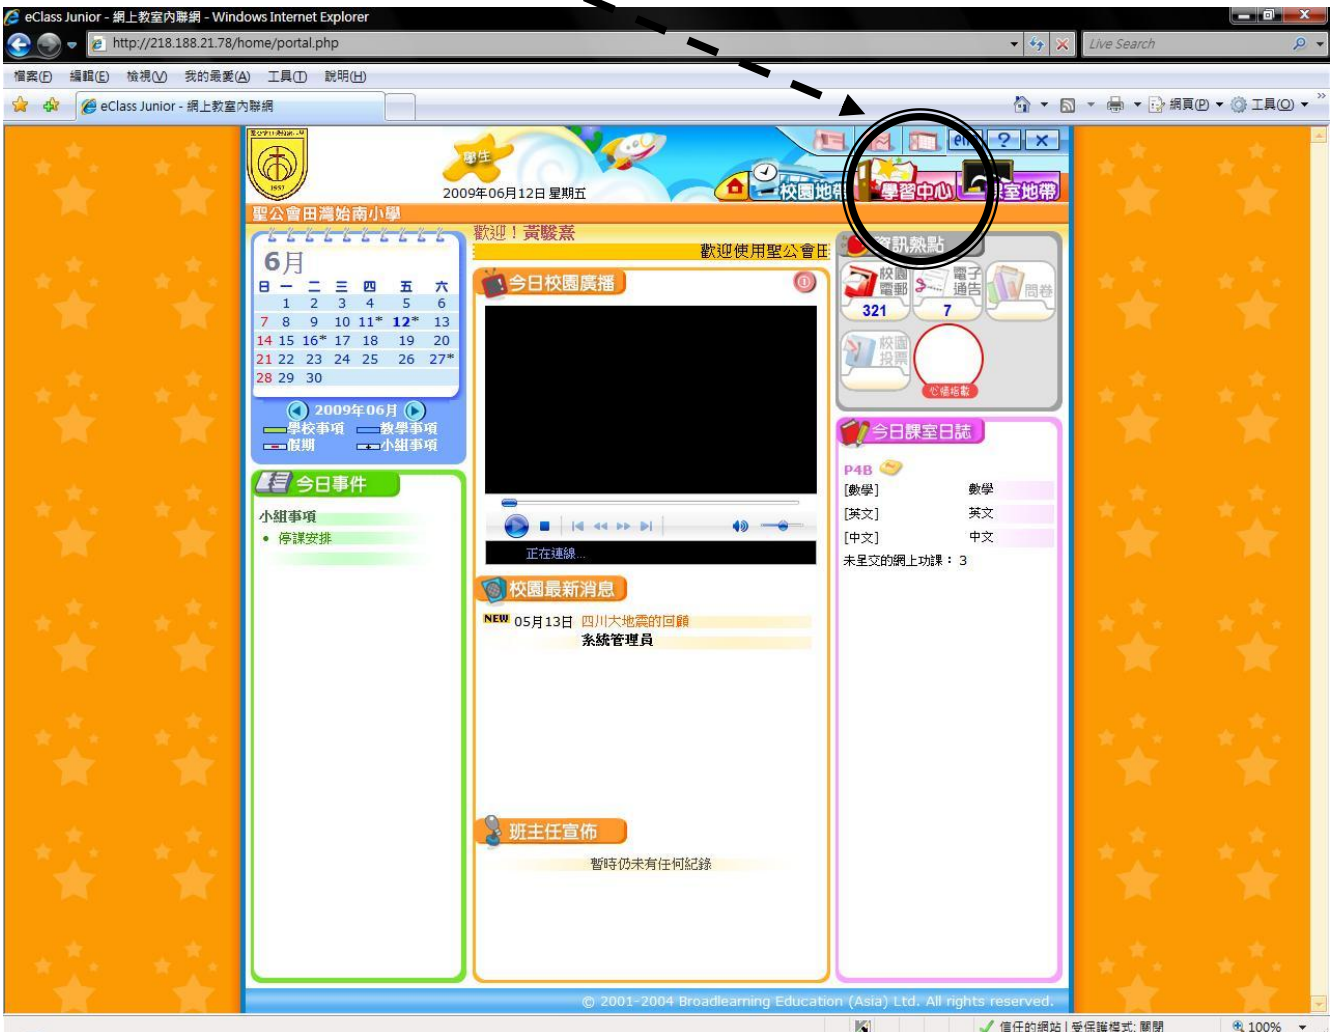 eClass Junior - 網上教室內聯網 - Windows Internet Explorer
http://218.188.21.78/home/portal.php
Live Search
檔案(F) 編輯(E) 檢視(V) 我的最愛(A) 工具(T) 說明(H)
eClass Junior - 網上教室內聯網
網頁(P) 工具(O)
學生
1957
2009年06月12日 星期五
校園地帶 學習中心 課室地帶
聖公會田灣始南小學
歡迎！黃駿熹
歡迎使用聖公會田
6月
日 一 二 三 四 五 六
1 2 3 4 5 6
7 8 9 10 11* 12* 13
14 15 16* 17 18 19 20
21 22 23 24 25 26 27*
28 29 30
2009年06月
學校事項 教學事項
假期 小組事項
今日事件
小組事項
• 停課安排
今日校園廣播
正在連線...
校園最新消息
NEW 05月13日 四川大地震的回顧
系統管理員
班主任宣佈
暫時仍未有任何紀錄
資訊熱點
校園電郵 電子通告 問卷
321 7
校園投票
心情指數
今日課室日誌
P4B
[數學] 數學
[英文] 英文
[中文] 中文
未呈交的網上功課： 3
© 2001-2004 Broadlearning Education (Asia) Ltd. All rights reserved.
信任的網站 | 受保護模式: 關閉 100%